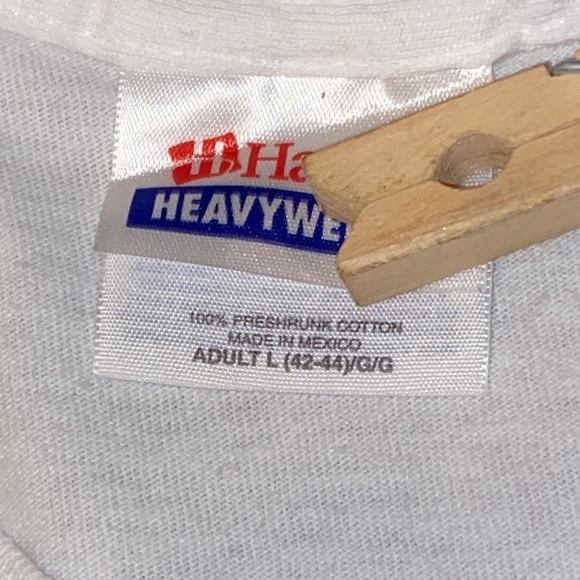 Ha
HEAVYWE
100% PRESHRUNK COTTON
MADE IN MEXICO
ADULT L (42-44)/G/G